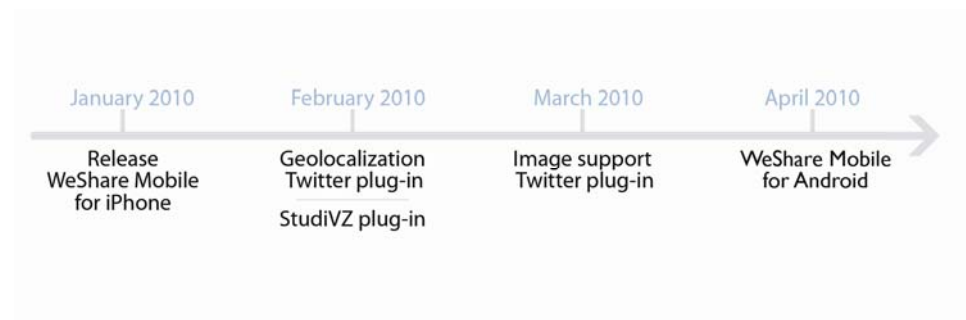 January 2010
Release
WeShare Mobile
for iPhone
February 2010
Geolocalization
Twitter plug-in
StudiVZ plug-in
March 2010
Image support
Twitter plug-in
April 2010
WeShare Mobile
for Android